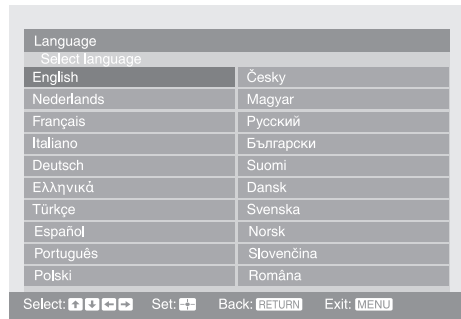 Language
Select language
English
Česky
Nederlands
Magyar
Français
Русский
Italiano
Български
Deutsch
Suomi
Ελληνικά
Dansk
Türkçe
Svenska
Español
Norsk
Português
Slovenčina
Polski
Româna
Select: Set: Back: RETURN Exit: MENU